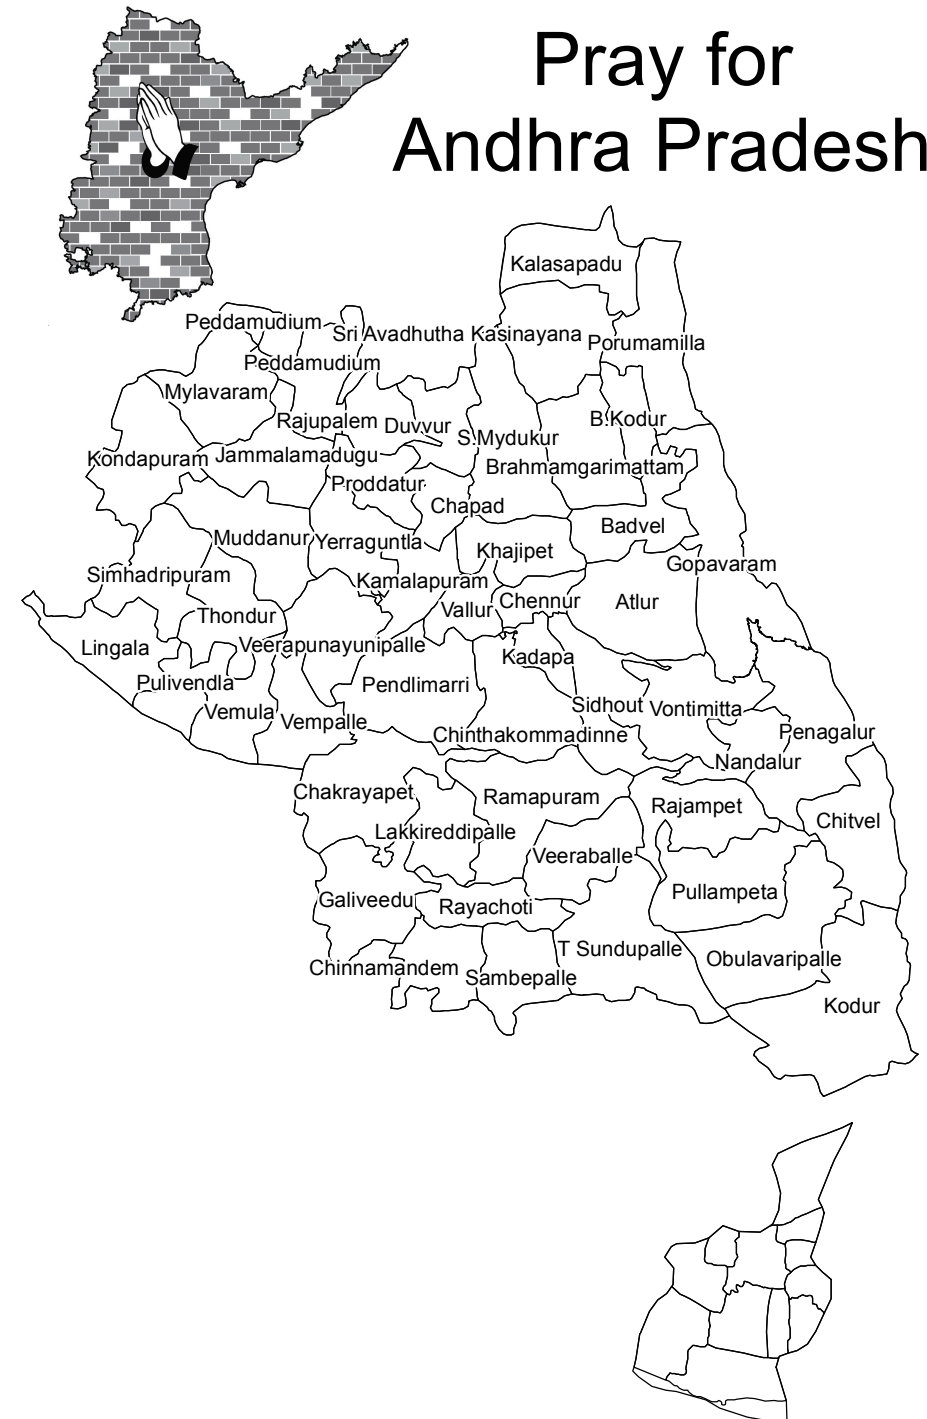 Pray for
Andhra Pradesh
Kalasapadu
Peddamudium
Sri Avadhutha Kasinayana
Porumamilla
Peddamudium
Mylavaram
Rajupalem
Duvvur
B.Kodur
S.Mydukur
Kondapuram
Jammalamadugu
Brahmamgarimattam
Proddatur
Chapad
Badvel
Muddanur
Yerraguntla
Khajipet
Gopavaram
Simhadripuram
Kamalapuram
Vallur
Chennur
Atlur
Thondur
Lingala
Veerapunayunipalle
Kadapa
Pulivendla
Pendlimarri
Sidhout
Vontimitta
Vemula
Vempalle
Chinthakommadinne
Penagalur
Nandalur
Chakrayapet
Ramapuram
Rajampet
Chitvel
Lakkireddipalle
Veeraballe
Galiveedu
Rayachoti
Pullampeta
T Sundupalle
Obulavaripalle
Chinnamandem
Sambepalle
Kodur